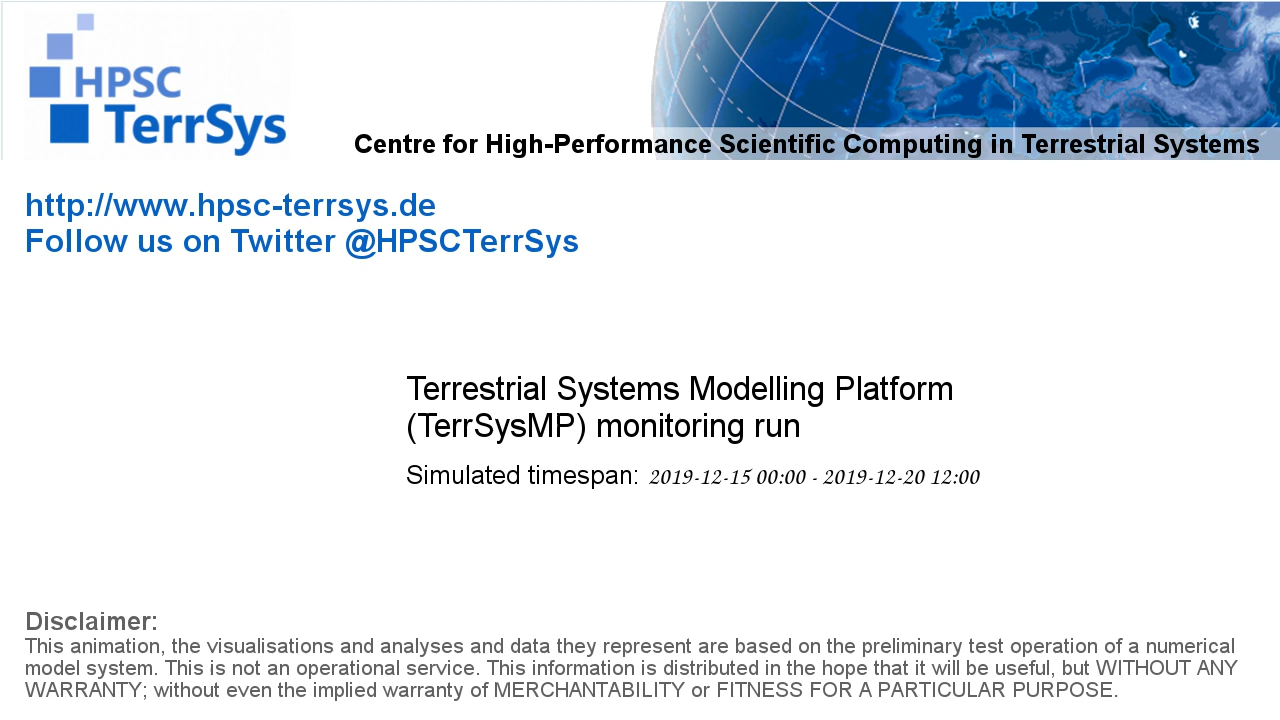 HPSC
TerrSys
Centre for High-Performance Scientific Computing in Terrestrial Systems
http://www.hpsc-terrsys.de
Follow us on Twitter @HPSCTerrSys
Terrestrial Systems Modelling Platform
(TerrSysMP) monitoring run
Simulated timespan: 2019-12-15 00:00 - 2019-12-20 12:00
Disclaimer:
This animation, the visualisations and analyses and data they represent are based on the preliminary test operation of a numerical
model system. This is not an operational service. This information is distributed in the hope that it will be useful, but WITHOUT ANY
WARRANTY; without even the implied warranty of MERCHANTABILITY or FITNESS FOR A PARTICULAR PURPOSE.